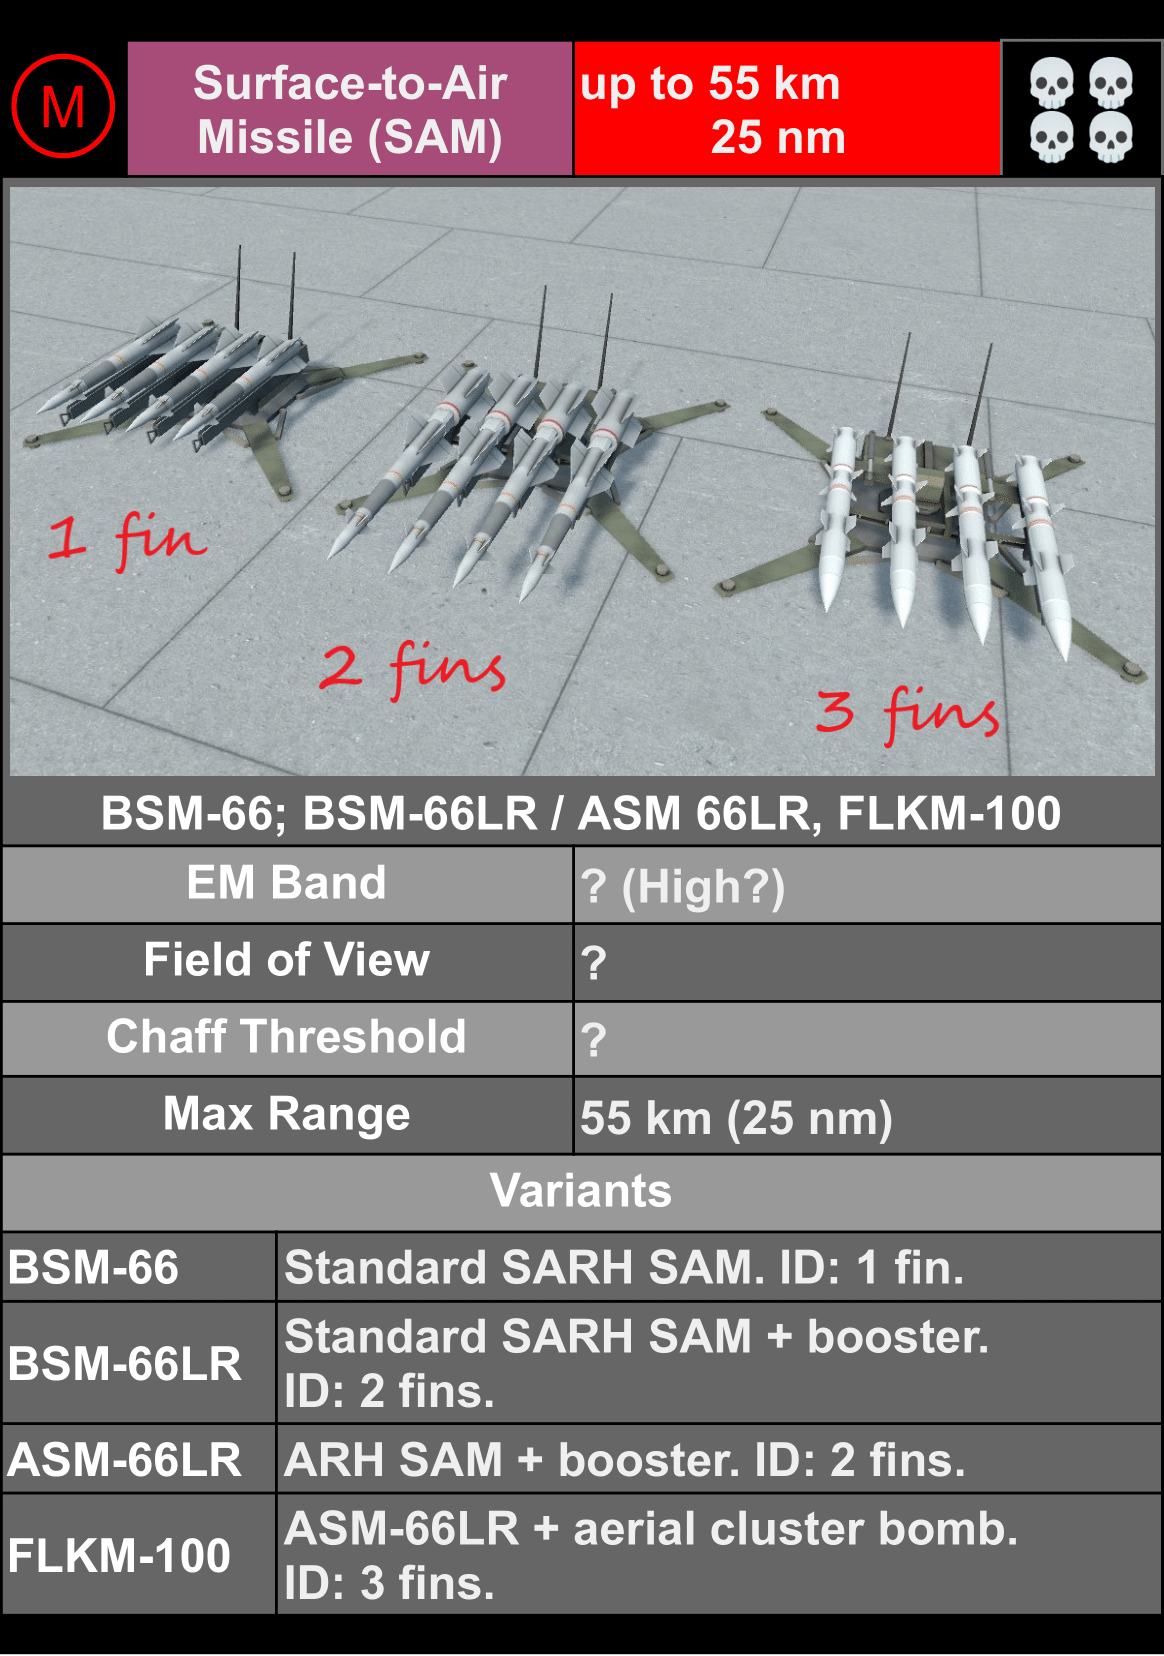 M
Surface-to-Air
Missile (SAM)
up to 55 km
25 nm
1 fin
2 fins
3 fins
BSM-66; BSM-66LR / ASM 66LR, FLKM-100
EM Band
? (High?)
Field of View
?
Chaff Threshold
?
Max Range
55 km (25 nm)
Variants
BSM-66
Standard SARH SAM. ID: 1 fin.
BSM-66LR
Standard SARH SAM + booster.
ID: 2 fins.
ASM-66LR
ARH SAM + booster. ID: 2 fins.
FLKM-100
ASM-66LR + aerial cluster bomb.
ID: 3 fins.